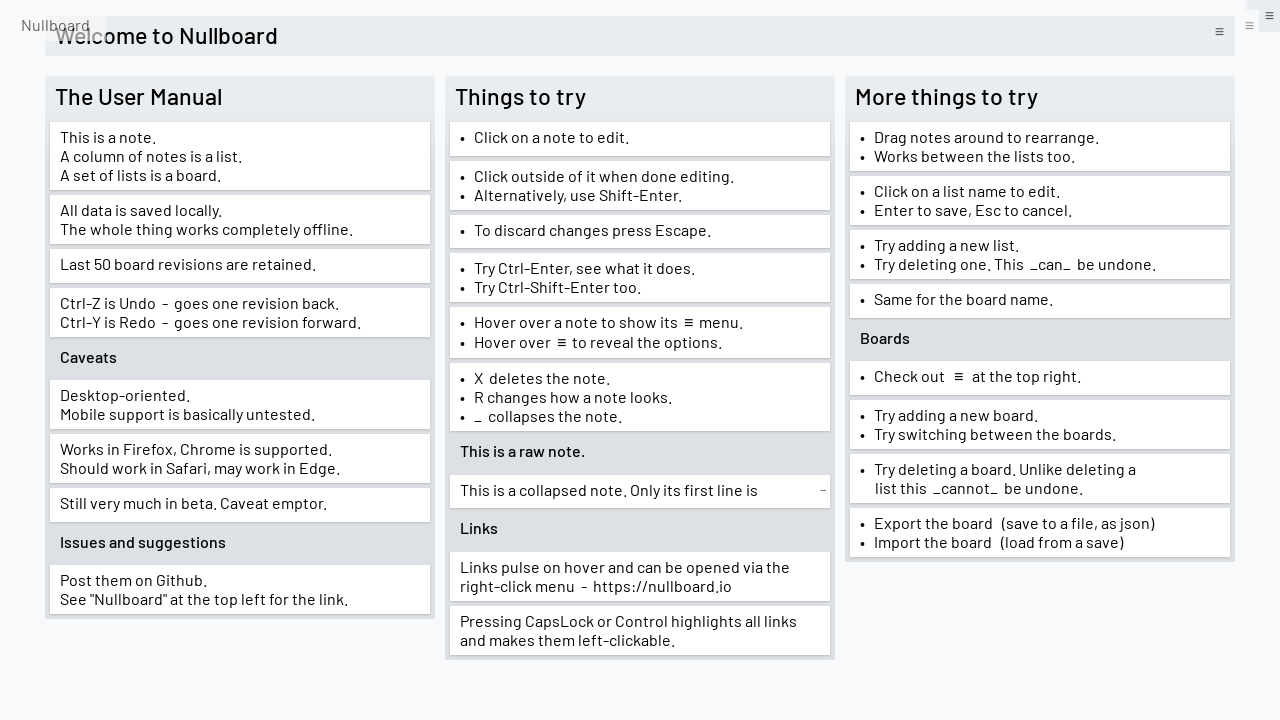 Nullboard
Welcome to Nullboard
≡
≡
≡
The User Manual
This is a note.
A column of notes is a list.
A set of lists is a board.
All data is saved locally.
The whole thing works completely offline.
Last 50 board revisions are retained.
Ctrl-Z is Undo - goes one revision back.
Ctrl-Y is Redo - goes one revision forward.
Caveats
Desktop-oriented.
Mobile support is basically untested.
Works in Firefox, Chrome is supported.
Should work in Safari, may work in Edge.
Still very much in beta. Caveat emptor.
Issues and suggestions
Post them on Github.
See "Nullboard" at the top left for the link.
Things to try
• Click on a note to edit.
• Click outside of it when done editing.
• Alternatively, use Shift-Enter.
• To discard changes press Escape.
• Try Ctrl-Enter, see what it does.
• Try Ctrl-Shift-Enter too.
• Hover over a note to show its ≡ menu.
• Hover over ≡ to reveal the options.
• X deletes the note.
• R changes how a note looks.
• _ collapses the note.
This is a raw note.
This is a collapsed note. Only its first line is –
Links
Links pulse on hover and can be opened via the
right-click menu - https://nullboard.io
Pressing CapsLock or Control highlights all links
and makes them left-clickable.
More things to try
• Drag notes around to rearrange.
• Works between the lists too.
• Click on a list name to edit.
• Enter to save, Esc to cancel.
• Try adding a new list.
• Try deleting one. This _can_ be undone.
• Same for the board name.
Boards
• Check out ≡ at the top right.
• Try adding a new board.
• Try switching between the boards.
• Try deleting a board. Unlike deleting a
list this _cannot_ be undone.
• Export the board (save to a file, as json)
• Import the board (load from a save)